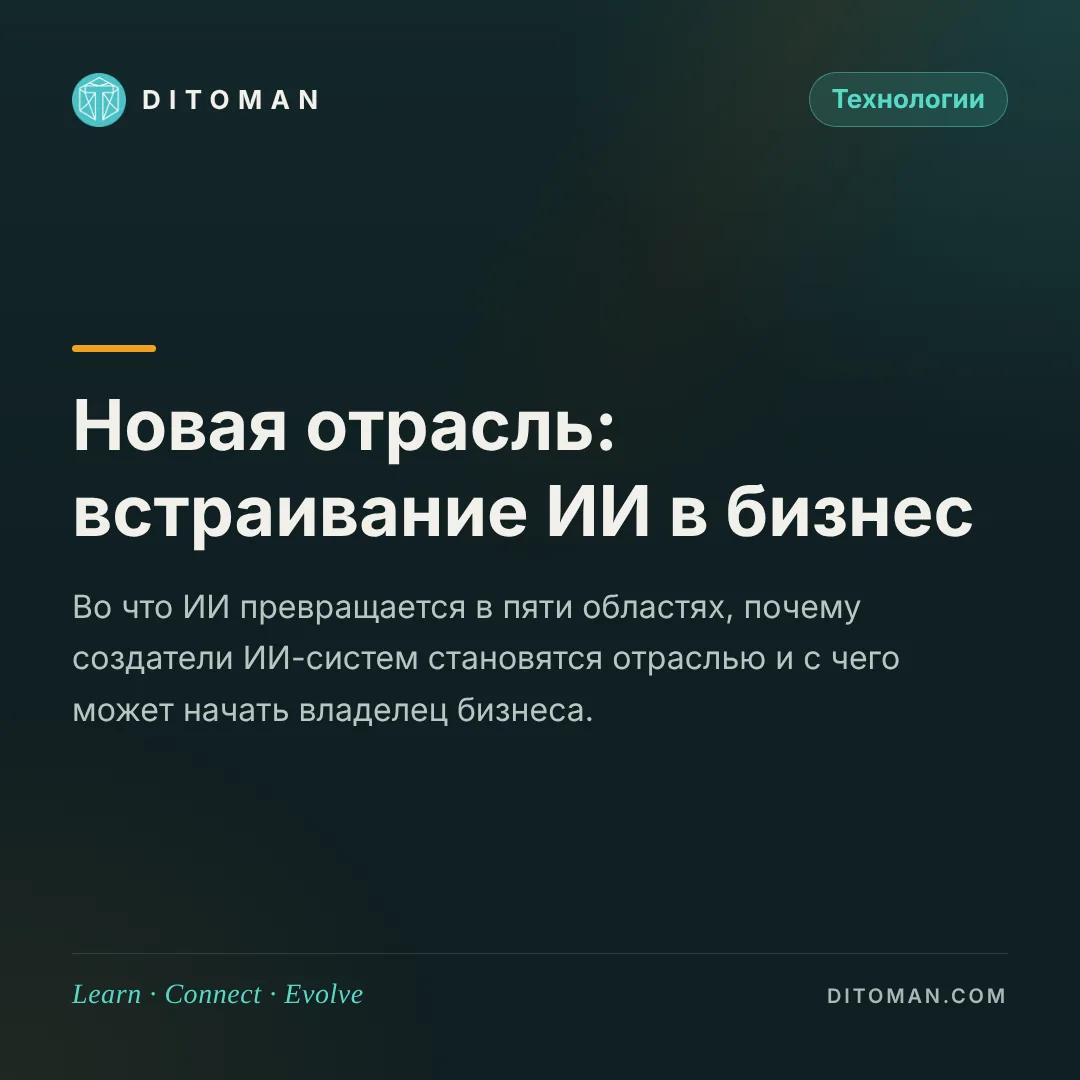 DITOMAN
Технологии
Новая отрасль:
встраивание ИИ в бизнес
Во что ИИ превращается в пяти областях, почему
создатели ИИ-систем становятся отраслью и с чего
может начать владелец бизнеса.
Learn · Connect · Evolve
DITOMAN.COM